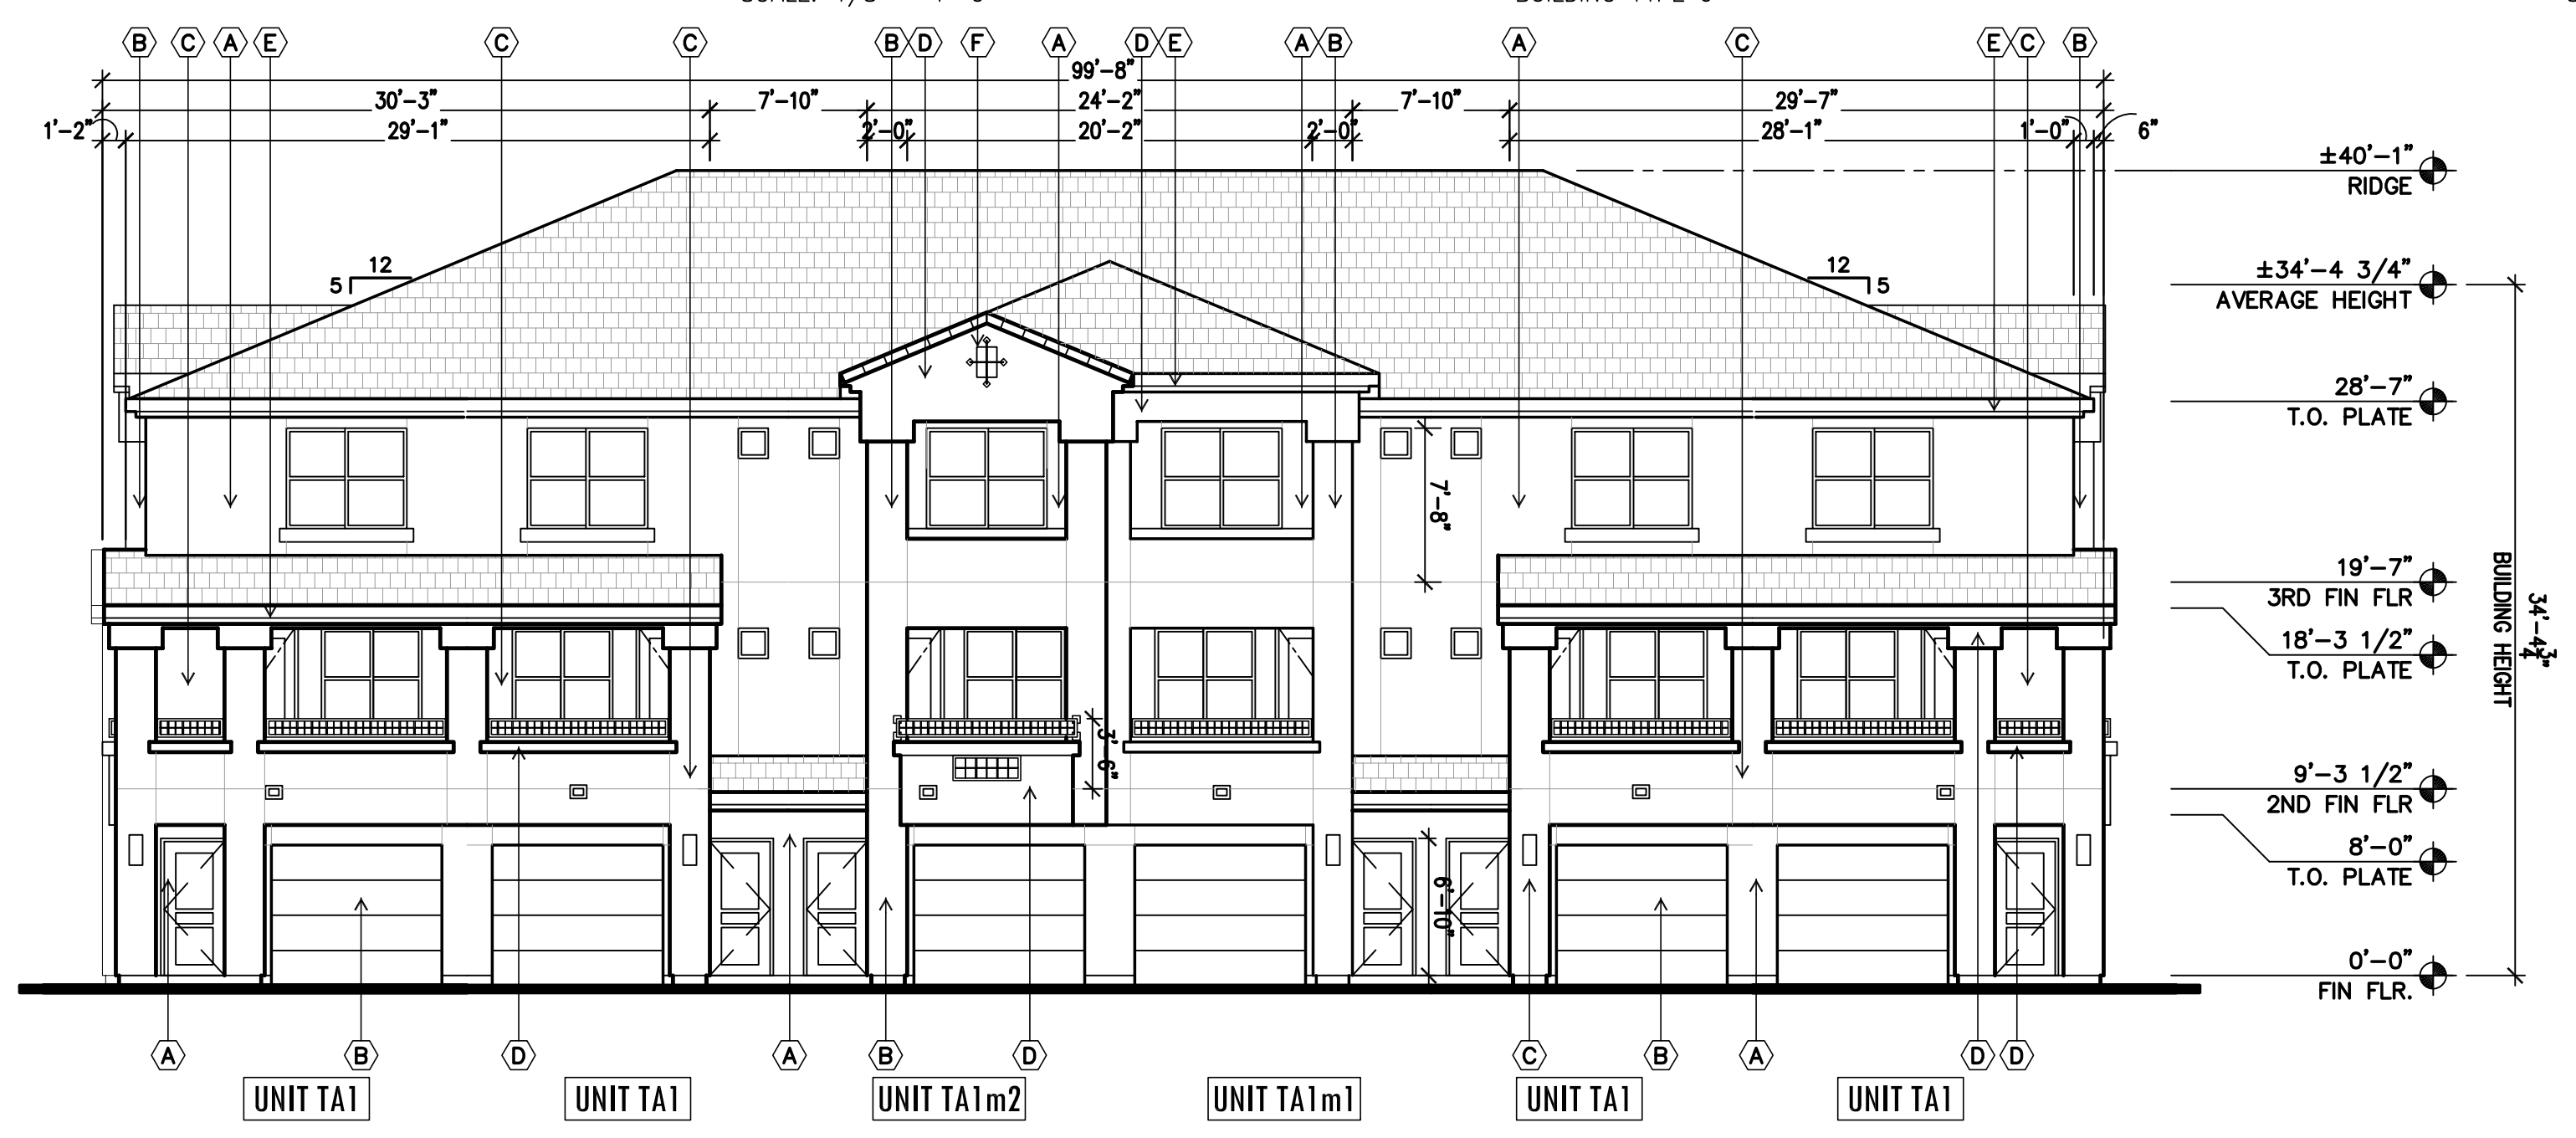 B C A E C C B D F A D E A B A C E C B
99'-8"
30'-3" 7'-10" 24'-2" 7'-10" 29'-7"
1'-2" 29'-1" 2'-0" 20'-2" 2'-0" 28'-1" 1'-0" 6"
±40'-1"
RIDGE
12
5
12
5
±34'-4 3/4"
AVERAGE HEIGHT
28'-7"
T.O. PLATE
7'-8"
19'-7"
3RD FIN FLR
18'-3 1/2"
T.O. PLATE
BUILDING HEIGHT
34'-4 3/4"
3'-6"
9'-3 1/2"
2ND FIN FLR
8'-0"
T.O. PLATE
6'-10"
0'-0"
FIN FLR.
A B D A B D C B A D D
UNIT TA1 UNIT TA1 UNIT TA1m2 UNIT TA1m1 UNIT TA1 UNIT TA1